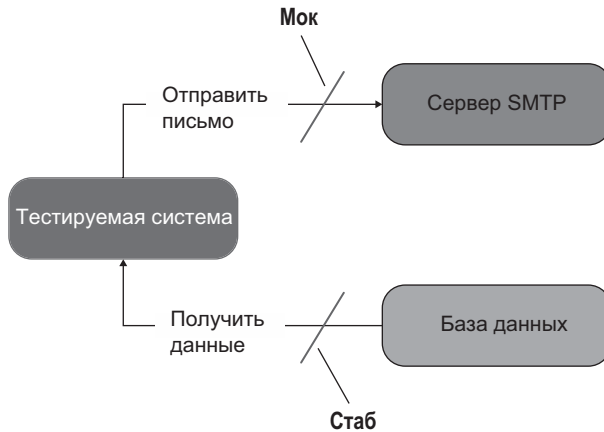 Мок
Отправить
письмо
Сервер SMTP
Тестируемая система
Получить
данные
База данных
Стаб